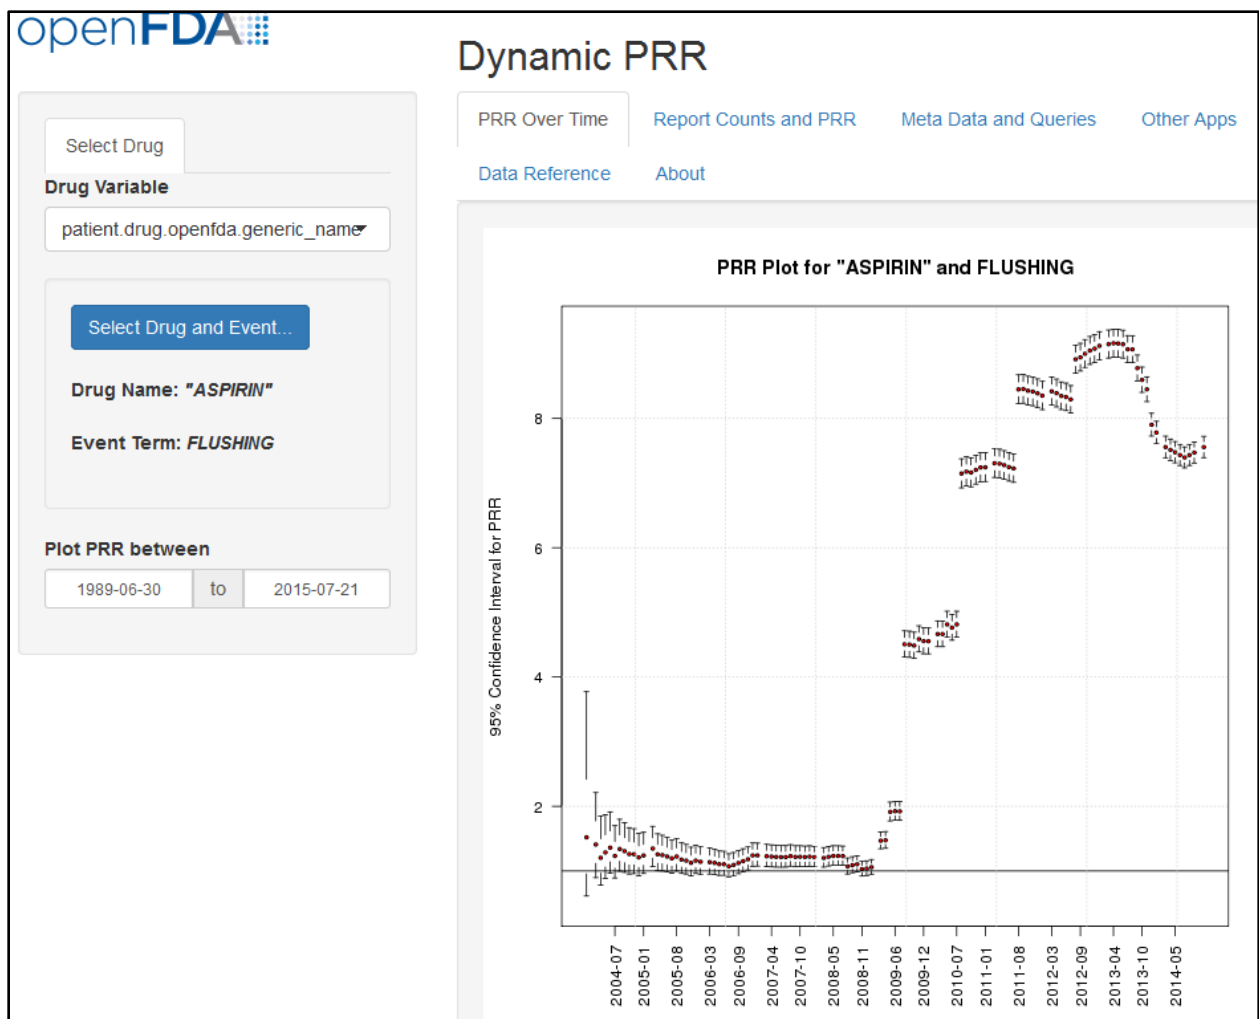 openFDA
Dynamic PRR
Select Drug
Drug Variable
patient.drug.openfda.generic_name
Select Drug and Event...
Drug Name: "ASPIRIN"
Event Term: FLUSHING
Plot PRR between
1989-06-30 to 2015-07-21
PRR Over Time Report Counts and PRR Meta Data and Queries Other Apps
Data Reference About
PRR Plot for "ASPIRIN" and FLUSHING
95% Confidence Interval for PRR
8
6
4
2
2004-07
2005-01
2005-08
2006-03
2006-09
2007-04
2007-10
2008-05
2008-11
2009-06
2009-12
2010-07
2011-01
2011-08
2012-03
2012-09
2013-04
2013-10
2014-05